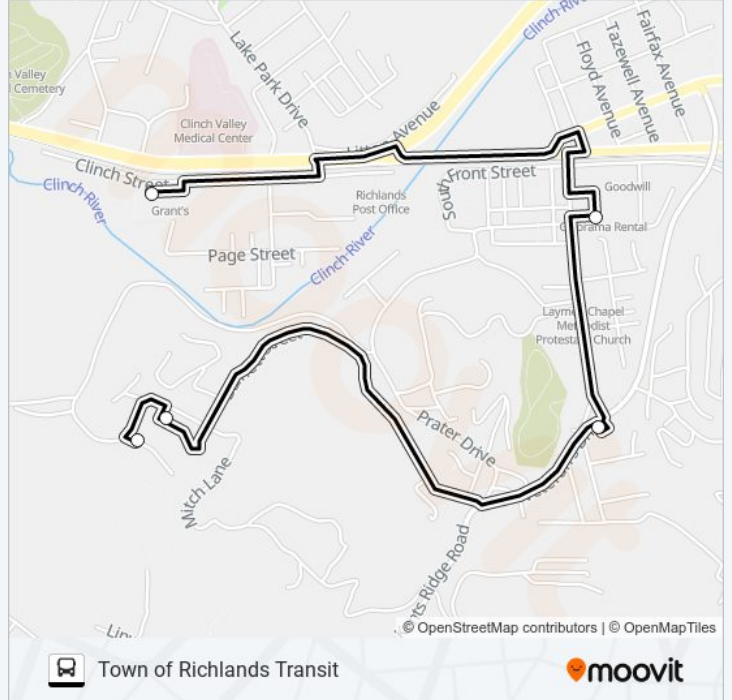 Clinch River
Fairfax Avenue
Tazewell Avenue
Floyd Avenue
Lake Park Drive
Valley
Cemetery
Clinch Valley
Medical Center
Avenue
Clinch Street
Front Street
Clinch River
Goodwill
Grant's
Richlands
Post Office
South
Rental
Page Street
Clinch River
Chapel
Protestant Church
Prater Drive
Mitch Lane
Ridge Road
© OpenStreetMap contributors | © OpenMapTiles
Town of Richlands Transit
moovit